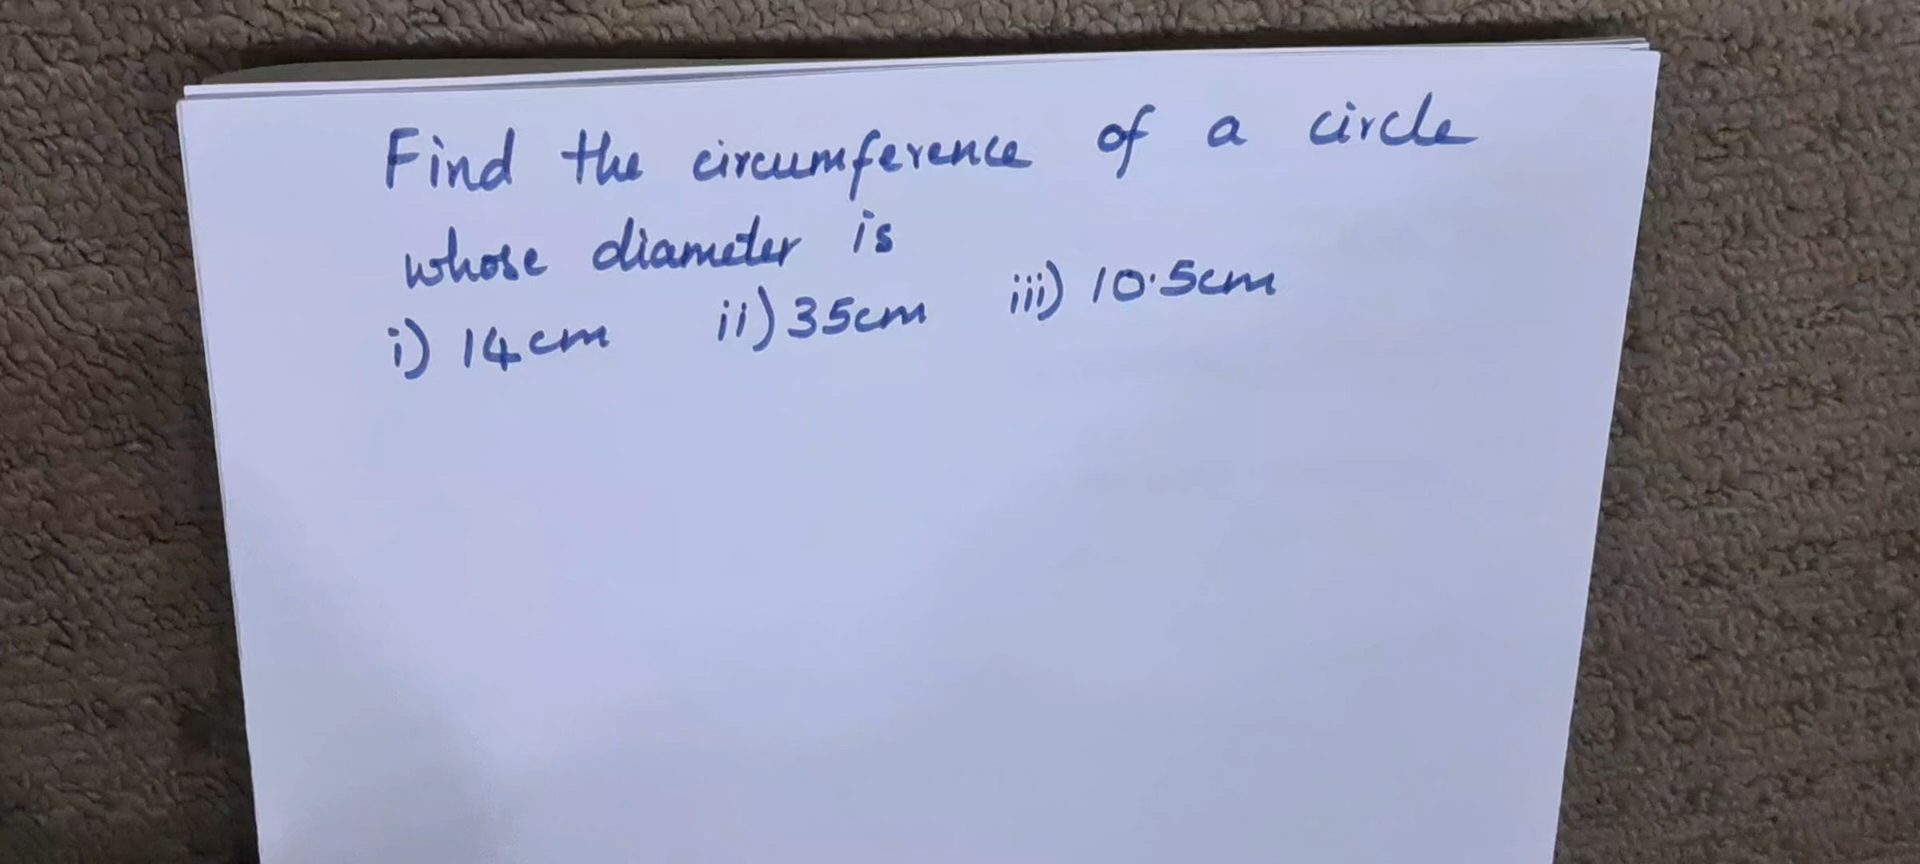 Find the circumference of a circle
whose diameter is
i) 14cm ii) 35cm iii) 10.5cm